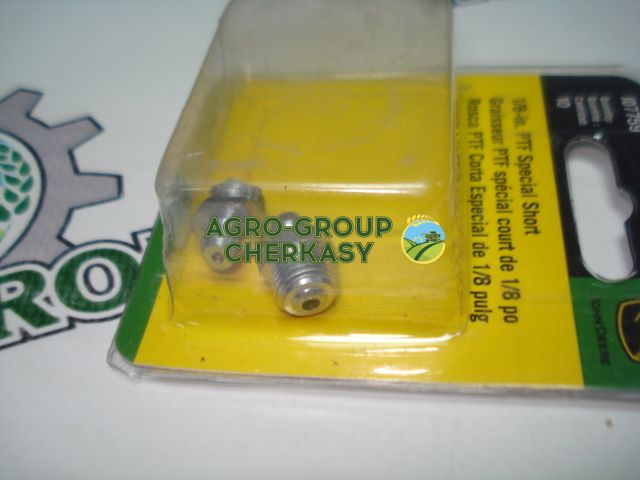 AGRO-GROUP
CHERKASY
1/8-in. PTF Special Short
Graisseur PTF spécial court de 1/8 po
Rosca PTF Corta Especial de 1/8 pulg
10
JOHN DEERE